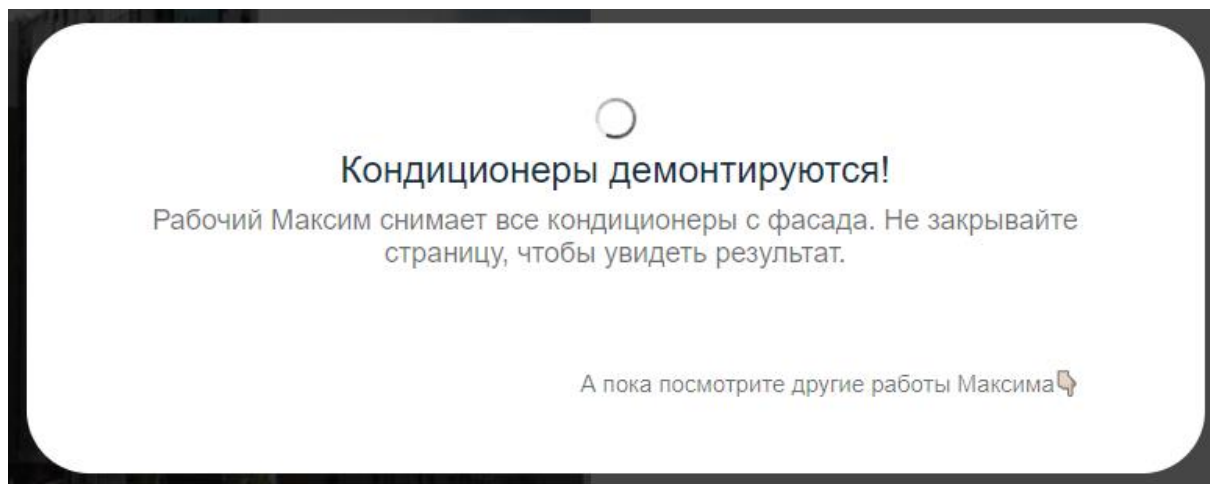 Кондиционеры демонтируются!
Рабочий Максим снимает все кондиционеры с фасада. Не закрывайте
страницу, чтобы увидеть результат.
А пока посмотрите другие работы Максима👇